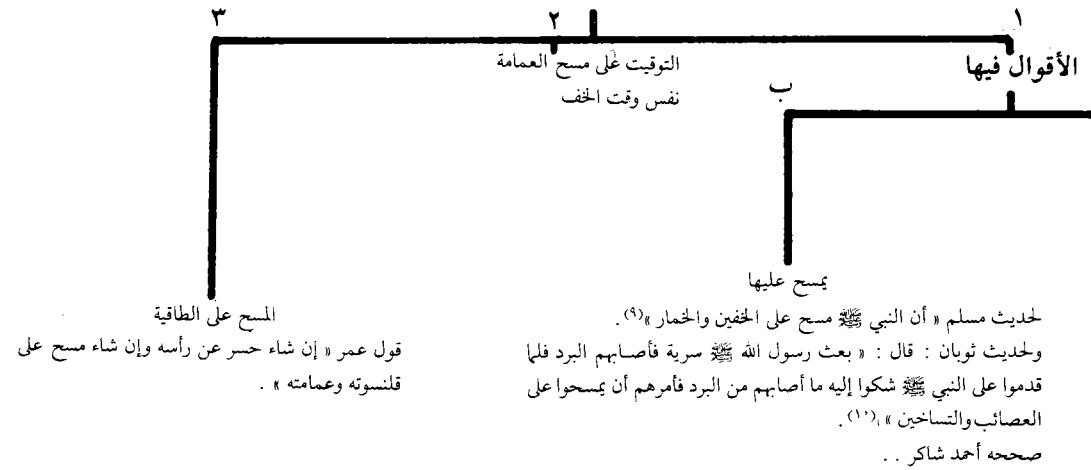 ١
الأقوال فيها
ب
يمسح عليها
لحديث مسلم « أن النبي ﷺ مسح على الخفين والخمار »(٩) .
ولحديث ثوبان : قال : « بعث رسول الله ﷺ سرية فأصابهم البرد فلما
قدموا على النبي ﷺ شكوا إليه ما أصابهم من البرد فأمرهم أن يمسحوا على
العصائب والتساخين »(١٠) .
صححه أحمد شاكر . .
٢
التوقيت على مسح العمامة
نفس وقت الخف
٣
المسح على الطاقية
قول عمر « إن شاء حسر عن رأسه وإن شاء مسح على
قلنسوته وعمامته » .